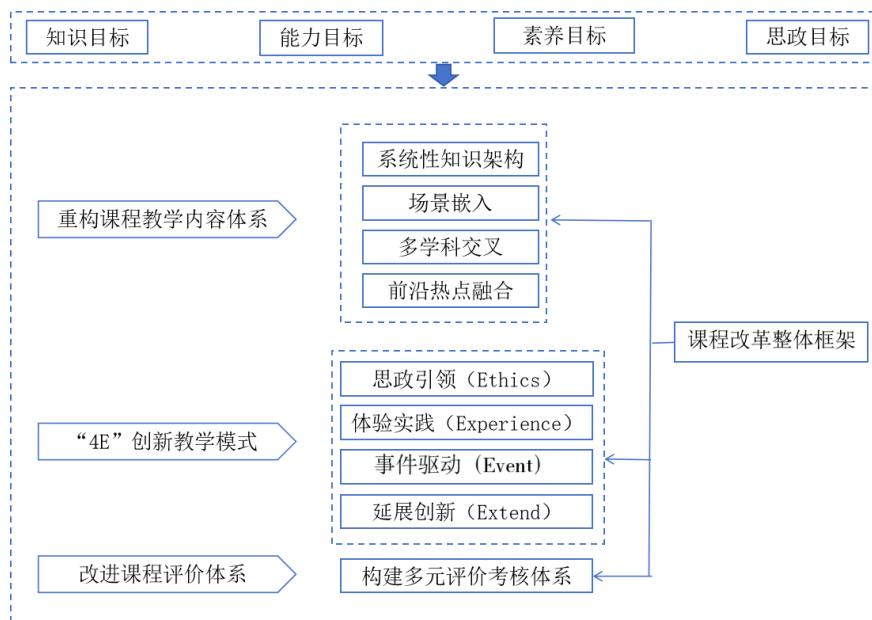 知识目标
能力目标
素养目标
思政目标
系统性知识架构
场景嵌入
重构课程教学内容体系
多学科交叉
前沿热点融合
课程改革整体框架
思政引领（Ethics）
体验实践（Experience）
“4E”创新教学模式
事件驱动（Event）
延展创新（Extend）
改进课程评价体系
构建多元评价考核体系